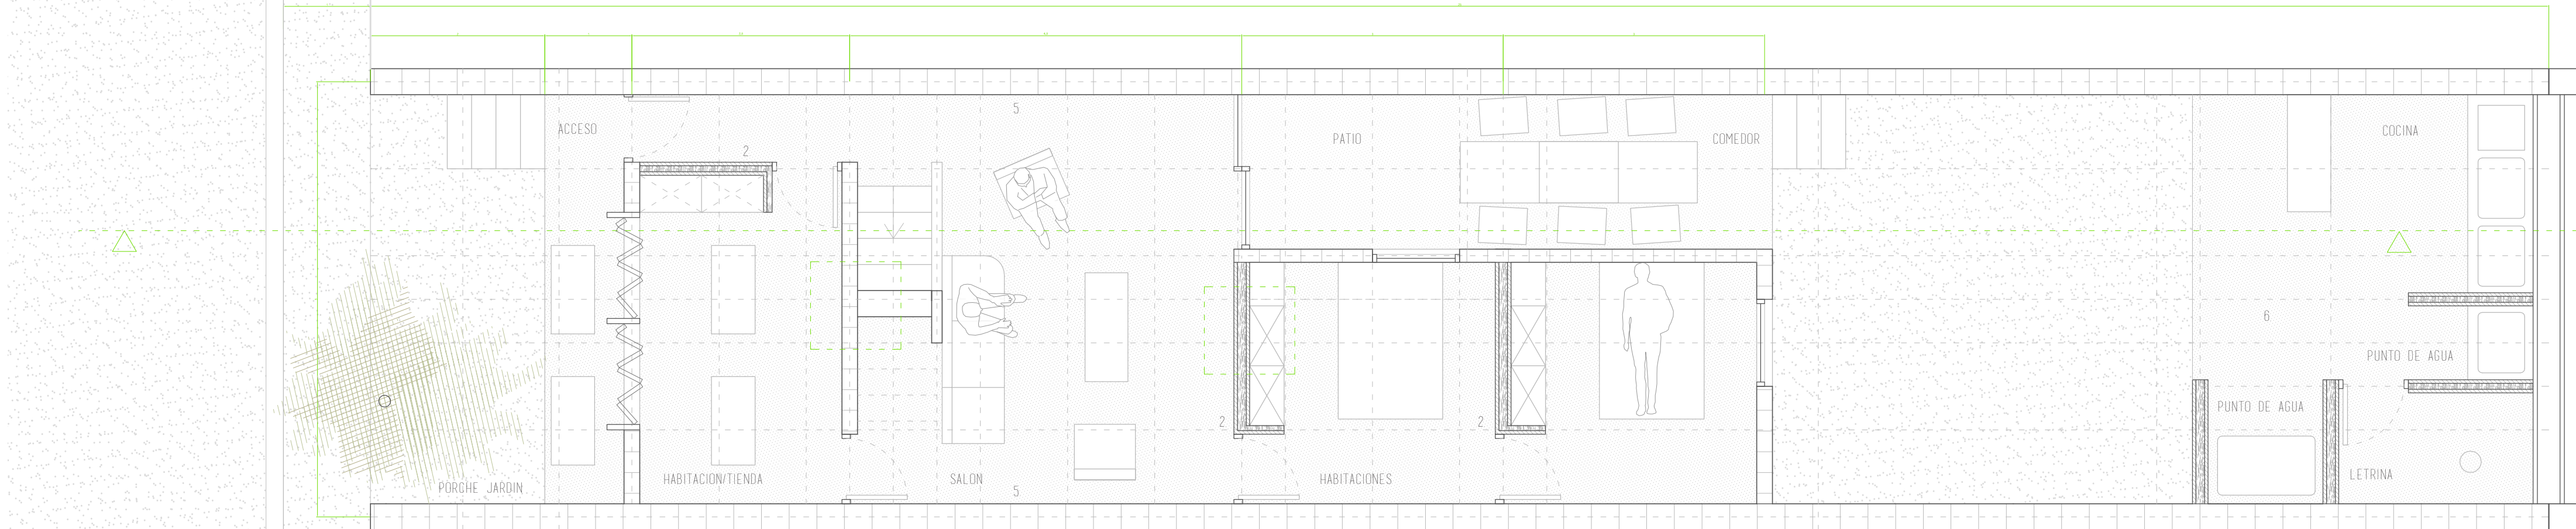 5
ACCESO
PATIO
COMEDOR
COCINA
2
6
PUNTO DE AGUA
PUNTO DE AGUA
2
2
PORCHE JARDIN
HABITACION/TIENDA
SALON
5
HABITACIONES
LETRINA